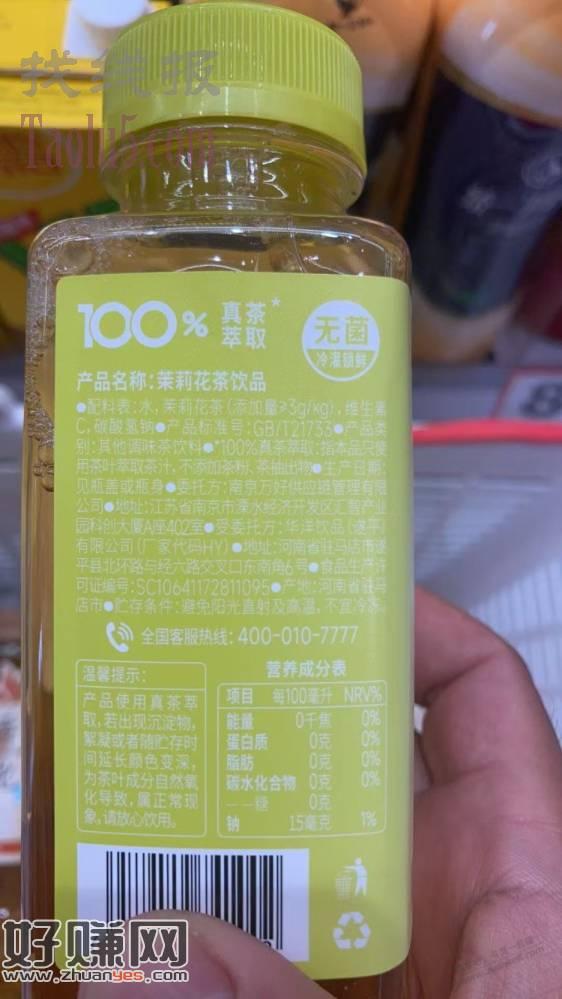 找线报
Taolu5.com
100% 真茶萃取*
无菌
冷灌锁鲜
产品名称:茉莉花茶饮品
●配料表:水,茉莉花茶(添加量≥3g/kg),维生素
C,碳酸氢钠●产品标准号:GB/T21733●产品类
别:其他调味茶饮料●*100%真茶萃取:指本品只使
用茶叶萃取茶汁,不添加茶粉、茶抽出物●生产日期:
见瓶盖或瓶身●委托方:南京万好供应链管理有限
公司●地址:江苏省南京市溧水经济开发区汇智产业
园科创大厦A座402室●受委托方:华洋饮品(遂平)
有限公司(厂家代码HY)●地址:河南省驻马店市遂
平县北环路与经六路交叉口东南角6号●食品生产许
可证编号:SC10641172811095●产地:河南省驻马
店市●贮存条件:避免阳光直射及高温,不宜冷冻。
全国客服热线:400-010-7777
温馨提示:
产品使用真茶萃
取,若出现沉淀物,
絮凝或者随贮存时
间延长颜色变深,
为茶叶成分自然氧
化导致,属正常现
象,请放心饮用。
营养成分表
项目 每100毫升 NRV%
能量 0千焦 0%
蛋白质 0克 0%
脂肪 0克 0%
碳水化合物 0克 0%
——糖 0克
钠 15毫克 1%
好赚网
www.zhuanyes.com